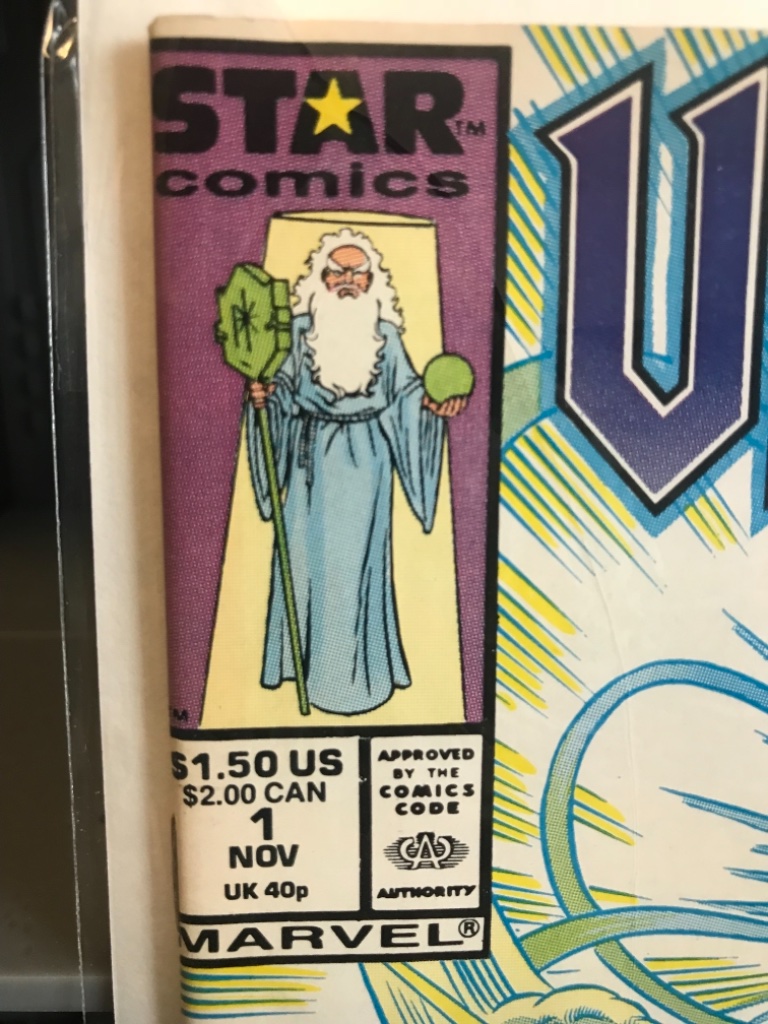 STAR™
comics
$1.50 US
$2.00 CAN
1
NOV
UK 40p
APPROVED
BY THE
COMICS
CODE
CA
AUTHORITY
MARVEL®